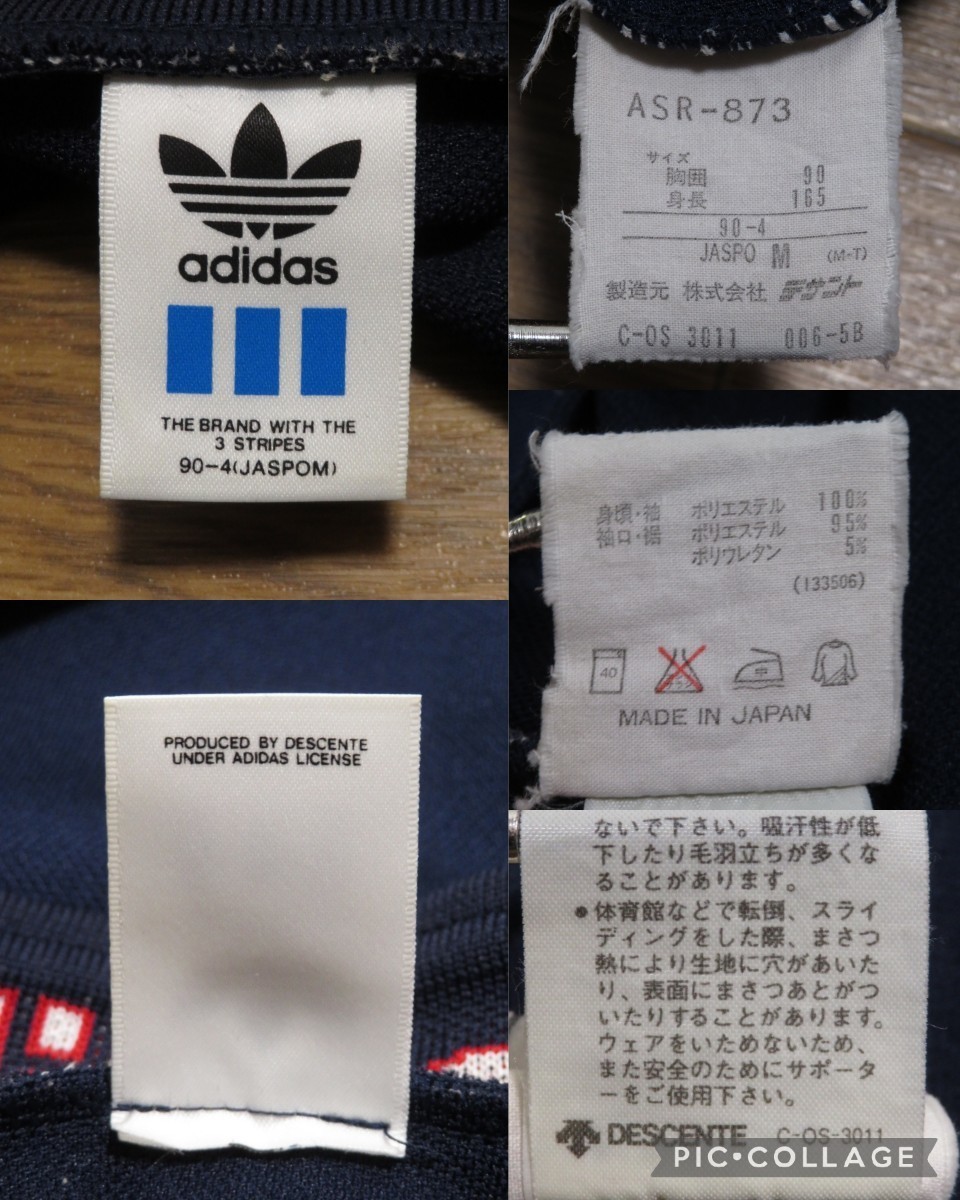 adidas
THE BRAND WITH THE
3 STRIPES
90-4(JASPOM)
ASR-873
サイズ
胸囲 90
身長 165
90-4
JASPO M (M-T)
製造元 株式会社 デサント
C-OS 3011 006-5B
身頃・袖 ポリエステル 100%
袖口・裾 ポリエステル 95%
ポリウレタン 5%
(133506)
40
中
MADE IN JAPAN
PRODUCED BY DESCENTE
UNDER ADIDAS LICENSE
ないで下さい。吸汗性が低
下したり毛羽立ちが多くな
ることがあります。
●体育館などで転倒、スライ
ディングをした際、まさつ
熱により生地に穴があいた
り、表面にまさつあとがつ
いたりすることがあります。
ウェアをいためないため、
また安全のためにサポータ
ーをご使用下さい。
DESCENTE C-OS-3011
PIC•COLLAGE